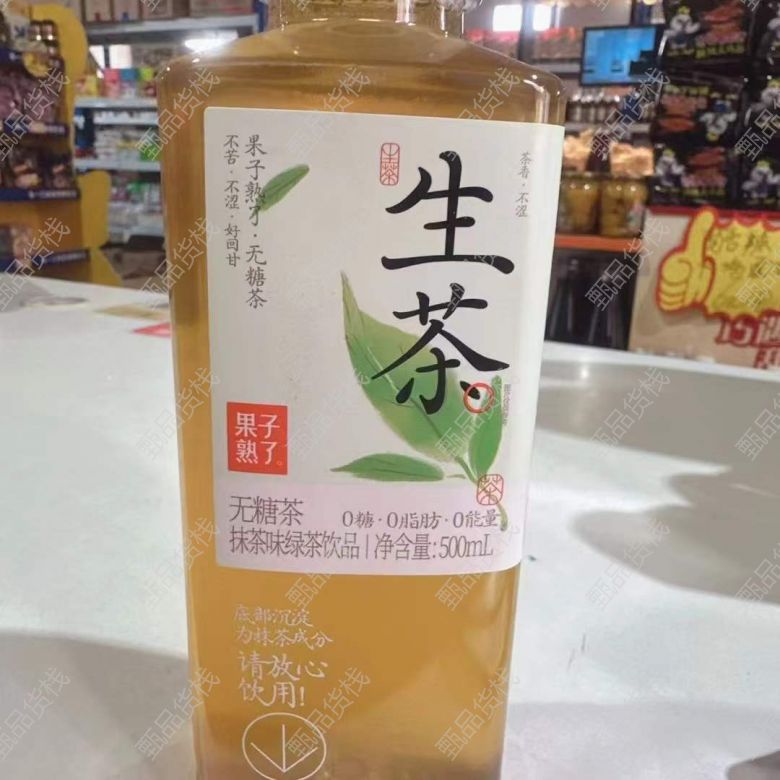 生茶
茶香·不涩
果子熟了·无糖茶
不苦·不涩·好回甘
生茶
果子
熟了。
茶
无糖茶
0糖·0脂肪·0能量
抹茶味绿茶饮品|净含量:500mL
底部沉淀
为抹茶成分
请放心
饮用!
甄品货栈